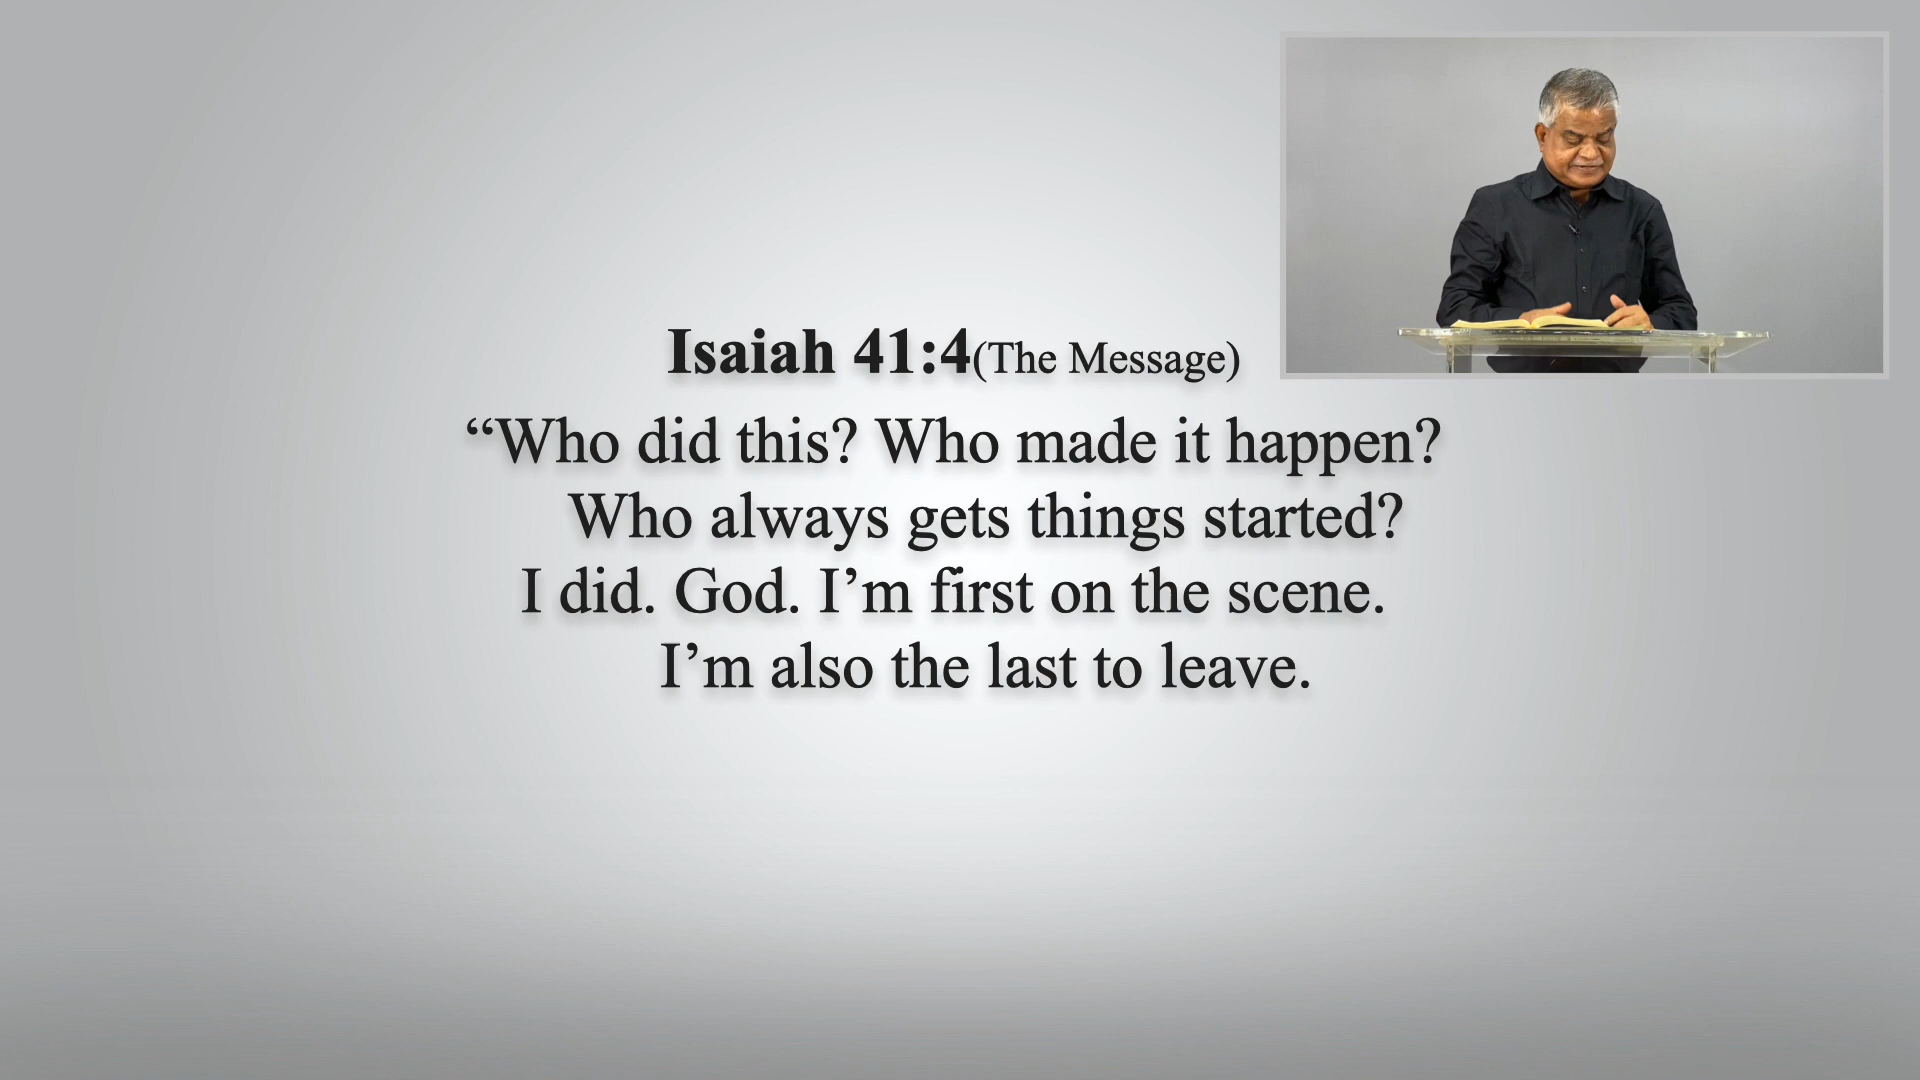 Isaiah 41:4(The Message)
“Who did this? Who made it happen?
Who always gets things started?
I did. God. I’m first on the scene.
I’m also the last to leave.